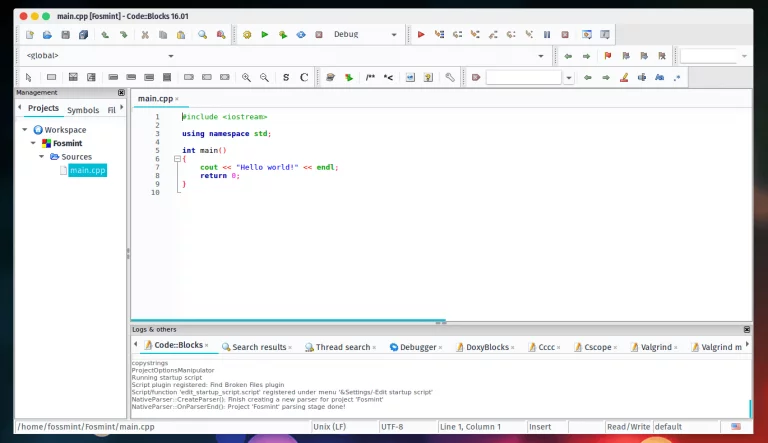 main.cpp [Fosmint] - Code::Blocks 16.01
Debug
<global>
/** *<
S C
Aa .*
Management
Projects Symbols Fil
Workspace
Fosmint
Sources
main.cpp
main.cpp
1 #include <iostream>
2
3 using namespace std;
4
5 int main()
6 {
7 cout << "Hello world!" << endl;
8 return 0;
9 }
10
Logs & others
Code::Blocks Search results Thread search Debugger DoxyBlocks Cccc Cscope Valgrind Valgrind m
copystrings
ProjectOptionsManipulator
Running startup script
Script plugin registered: Find Broken Files plugin
Script/function 'edit_startup_script.script' registered under menu '&Settings/-Edit startup script'
NativeParser::CreateParser(): Finish creating a new parser for project 'Fosmint'
NativeParser::OnParserEnd(): Project 'Fosmint' parsing stage done!
/home/fossmint/Fosmint/main.cpp Unix (LF) UTF-8 Line 1, Column 1 Insert Read/Write default